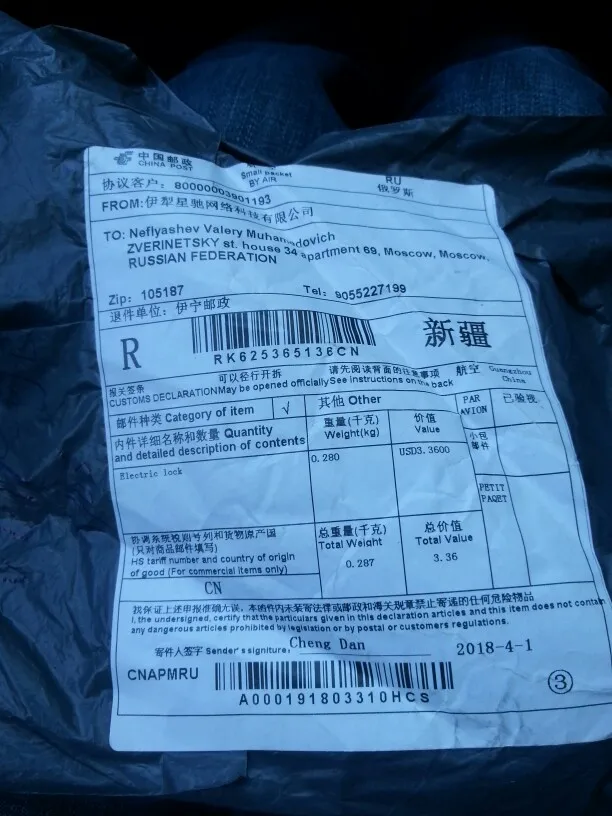 中国邮政
CHINA POST
Small Packet
BY AIR
RU
俄罗斯
协议客户: 80000003901193
FROM:伊犁星驰网络科技有限公司
TO: Neflyashev Valery Muhamedovich
ZVERINETSKY st. house 34 apartment 69, Moscow, Moscow,
RUSSIAN FEDERATION
Zip: 105187
Tel: 9055227199
退件单位: 伊宁邮政
R
RK625365136CN
新疆
报关签条
CUSTOMS DECLARATION
可以径行开拆
May be opened officially
请先阅读背面的注意事项
See instructions on the back
航空
Guangzhou
China
邮件种类 Category of item
√
其他 Other
PAR
AVION
已验视
内件详细名称和数量 Quantity
and detailed description of contents
重量(千克)
Weight(kg)
价值
Value
小包
邮件
Electric lock
0.280
USD3.3600
PETIT
PAQET
协调系统税则号列和货物原产国
(只对商品邮件填写)
HS tariff number and country of origin
of good (For commercial items only)
总重量(千克)
Total Weight
总价值
Total Value
0.287
3.36
CN
我保证上述申报准确无误, 本函件内未装寄法律或邮政和海关规章禁止寄递的任何危险物品
I, the undersigned, certify that the particulars given in this declaration articles and this item does not contain
any dangerous articles prohibited by legislation or by postal or customers regulations.
寄件人签字 Sender's signiture:
Cheng Dan
2018-4-1
CNAPMRU
A000191803310HCS
③